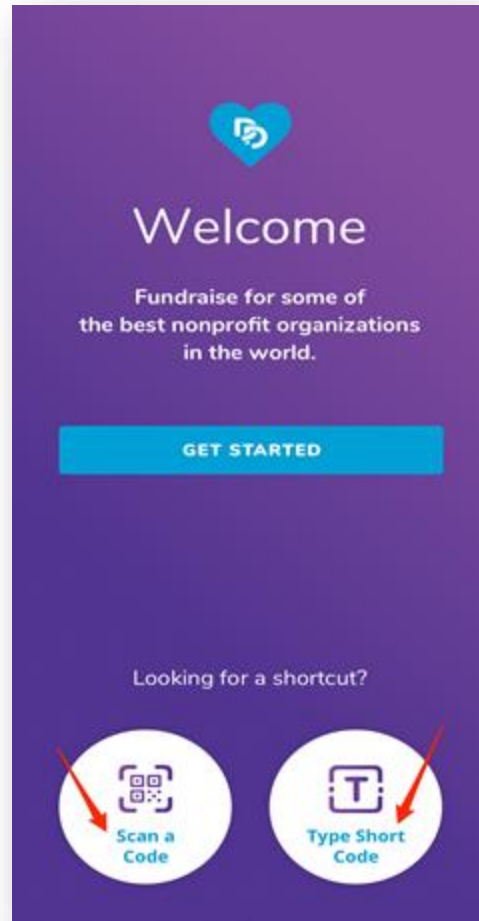 Welcome
Fundraise for some of
the best nonprofit organizations
in the world.
GET STARTED
Looking for a shortcut?
Scan a
Code
T
Type Short
Code